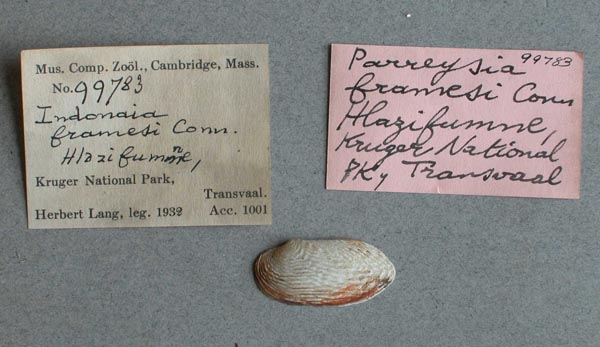 Mus. Comp. Zoöl., Cambridge, Mass.
No. 99783
Indonaia
framesi Conn.
Hlazifumne,
Kruger National Park,
Transvaal.
Herbert Lang, leg. 1932 Acc. 1001
99783
Parreysia
framesi Conn
Hlazifumne,
Kruger National
Pk, Transvaal